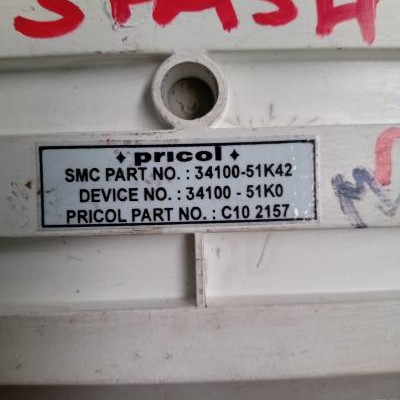 SPASH
pricol
SMC PART NO. : 34100-51K42
DEVICE NO. : 34100 - 51K0
PRICOL PART NO. : C10 2157